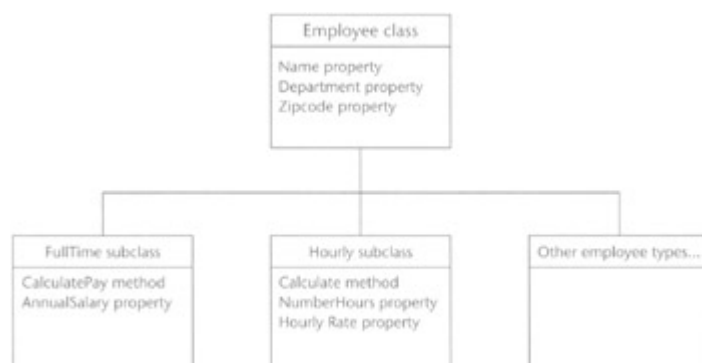 Employee class
Name property
Department property
Zipcode property
FullTime subclass
CalculatePay method
AnnualSalary property
Hourly subclass
Calculate method
NumberHours property
Hourly Rate property
Other employee types...